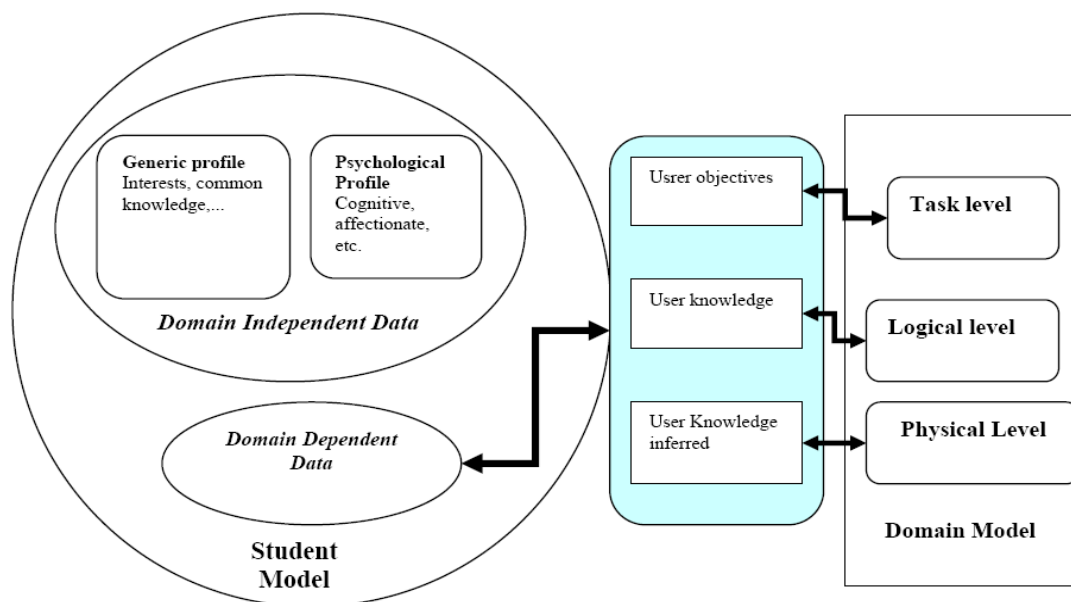 Generic profile
Interests, common
knowledge,...
Psychological
Profile
Cognitive,
affectionate,
etc.
Domain Independent Data
Domain Dependent
Data
Student
Model
Usrer objectives
User knowledge
User Knowledge
inferred
Task level
Logical level
Physical Level
Domain Model